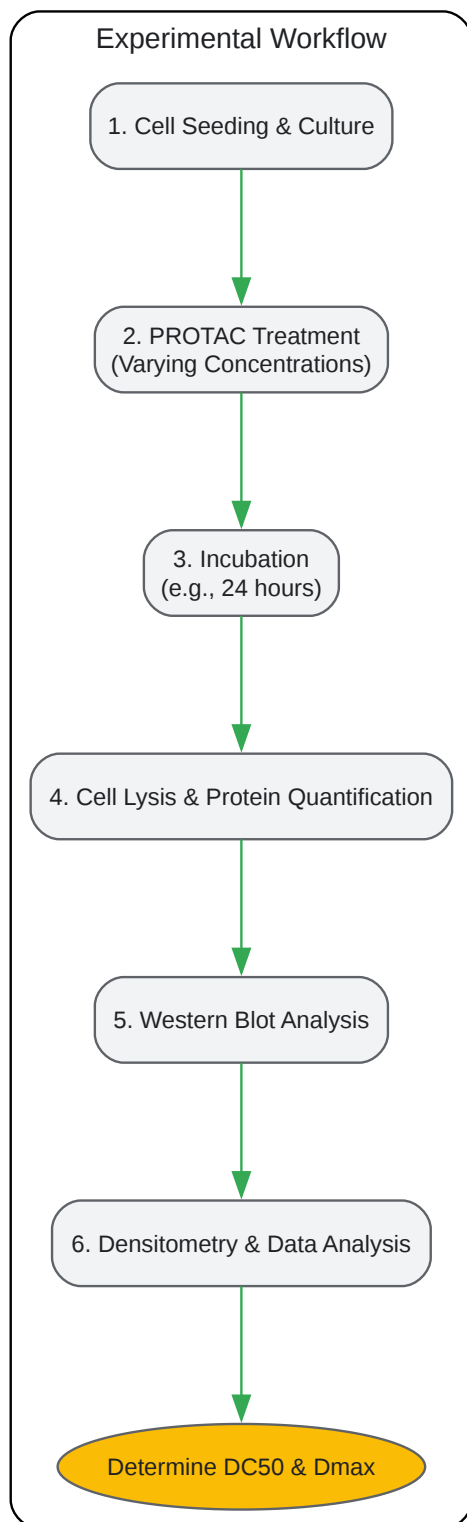 Experimental Workflow
1. Cell Seeding & Culture
2. PROTAC Treatment
(Varying Concentrations)
3. Incubation
(e.g., 24 hours)
4. Cell Lysis & Protein Quantification
5. Western Blot Analysis
6. Densitometry & Data Analysis
Determine DC50 & Dmax